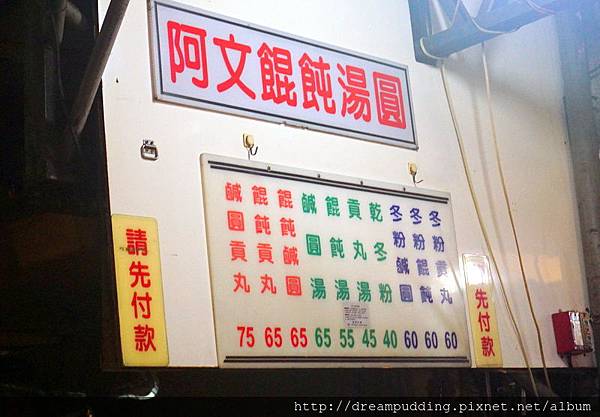 阿文餛飩湯圓
鹹圓貢丸
餛飩貢丸
餛飩鹹圓
鹹圓湯
餛飩湯
貢丸湯
乾冬粉
冬粉鹹圓
冬粉餛飩
冬粉貢丸
75 65 65 65 55 45 40 60 60 60
請先付款
請先付款
http://dreampudding.pixnet.net/album